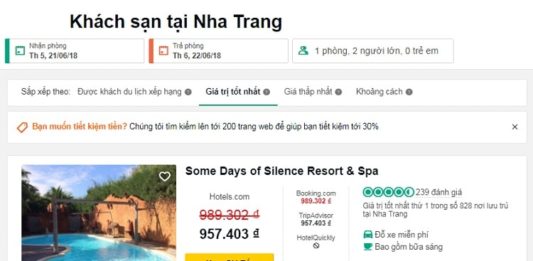 Khách sạn tại Nha Trang
Nhận phòng
Th 5, 21/06/18
Trả phòng
Th 6, 22/06/18
1 phòng, 2 người lớn, 0 trẻ em
Sắp xếp theo: Được khách du lịch xếp hạng Giá trị tốt nhất Giá thấp nhất Khoảng cách
Bạn muốn tiết kiệm tiền? Chúng tôi tìm kiếm lên tới 200 trang web để giúp bạn tiết kiệm tới 30%
Some Days of Silence Resort & Spa
Hotels.com
989.302 ₫
957.403 ₫
Booking.com
989.302 ₫
TripAdvisor
957.403 ₫
HotelQuickly
239 đánh giá
Giá trị tốt nhất thứ 1 trong số 828 nơi lưu trú
tại Nha Trang
Đỗ xe miễn phí
Bao gồm bữa sáng